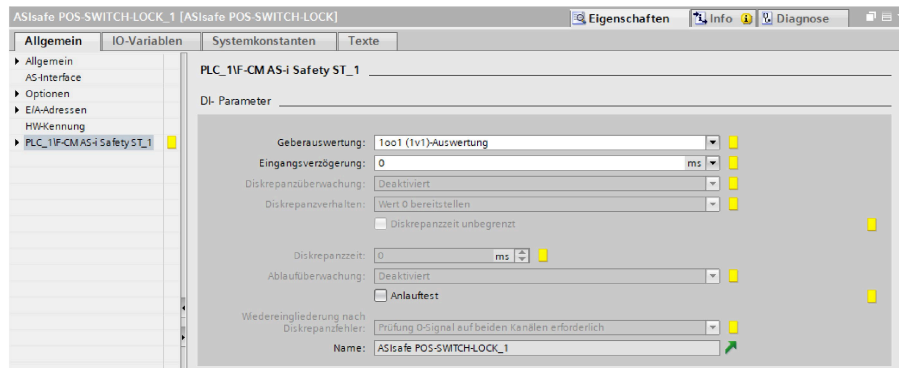 ASIsafe POS-SWITCH-LOCK_1 [ASIsafe POS-SWITCH-LOCK]
Eigenschaften
Info
Diagnose
Allgemein
IO-Variablen
Systemkonstanten
Texte
Allgemein
AS-Interface
Optionen
E/A-Adressen
HW-Kennung
PLC_1\F-CM AS-i Safety ST_1
PLC_1\F-CM AS-i Safety ST_1
DI- Parameter
Geberauswertung: 1oo1 (1v1)-Auswertung
Eingangsverzögerung: 0 ms
Diskrepanzüberwachung: Deaktiviert
Diskrepanzverhalten: Wert 0 bereitstellen
Diskrepanzzeit unbegrenzt
Diskrepanzzeit: 0 ms
Ablaufüberwachung: Deaktiviert
Anlauftest
Wiedereingliederung nach
Diskrepanzfehler: Prüfung 0-Signal auf beiden Kanälen erforderlich
Name: ASIsafe POS-SWITCH-LOCK_1